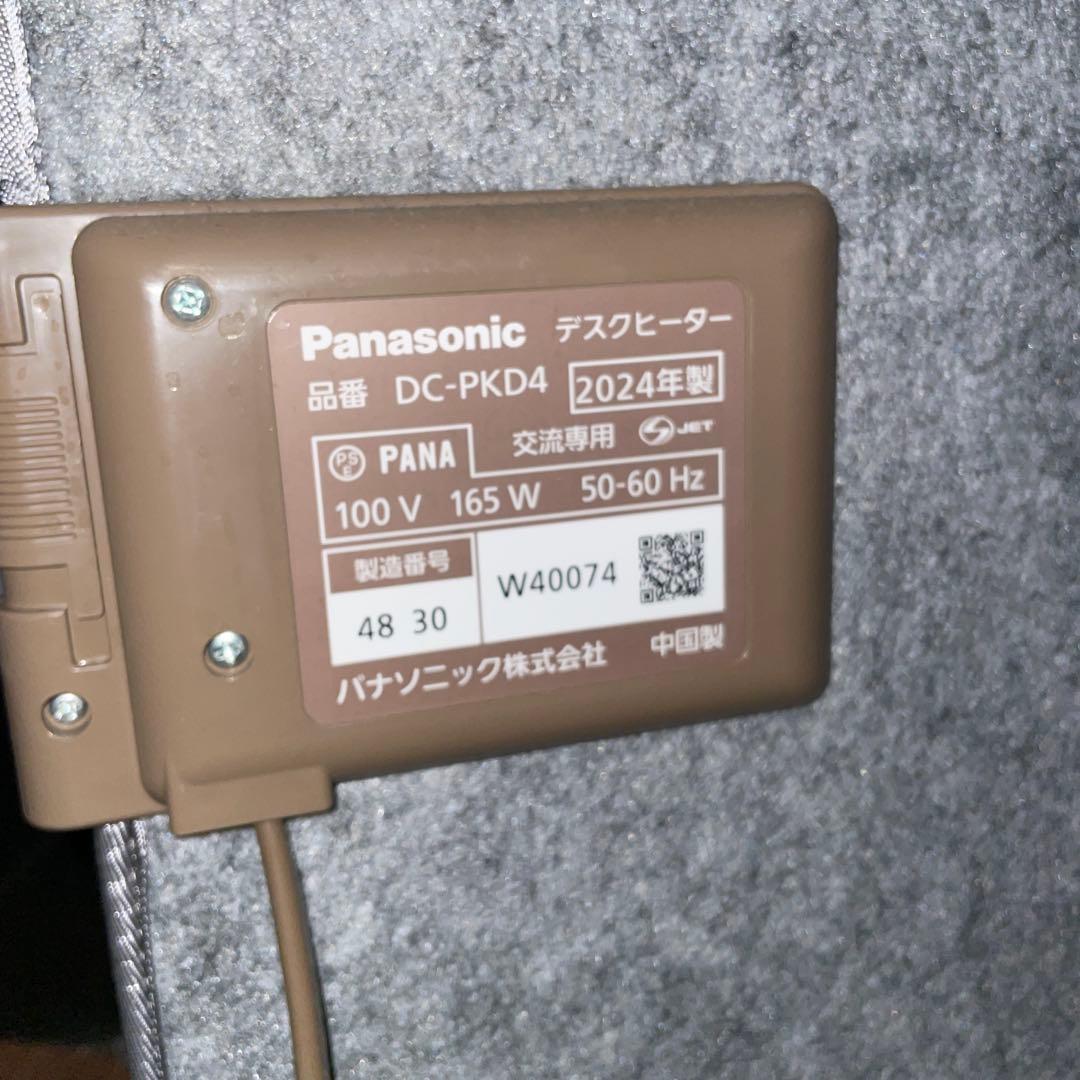 Panasonic デスクヒーター
品番 DC-PKD4 2024年製
PSE PANA 交流専用 JET
100 V 165 W 50-60 Hz
製造番号
48 30 W40074
パナソニック株式会社 中国製